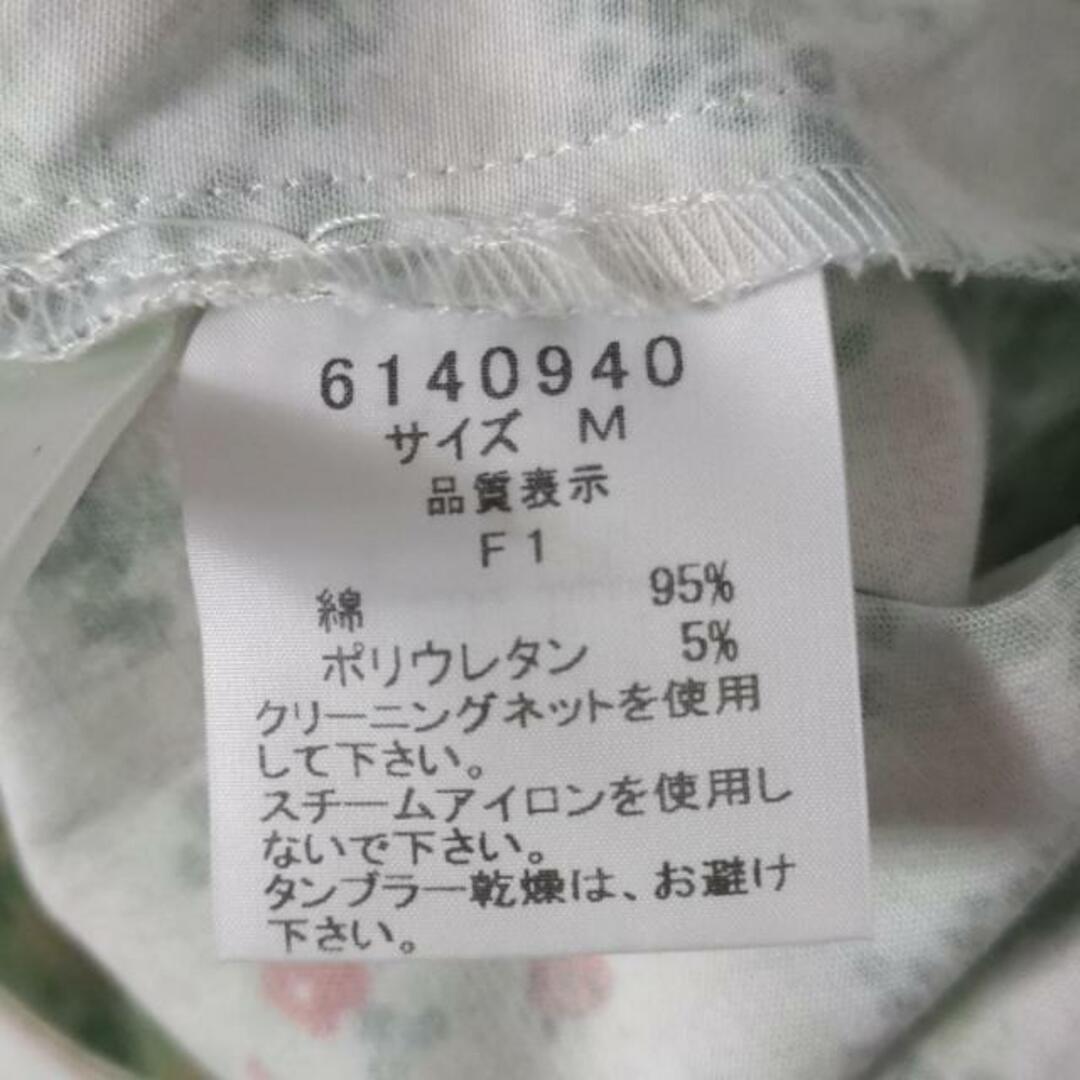 6140940
サイズ M
品質表示
F1
綿 95%
ポリウレタン 5%
クリーニングネットを使用
して下さい。
スチームアイロンを使用し
ないで下さい。
タンブラー乾燥は、お避け
下さい。